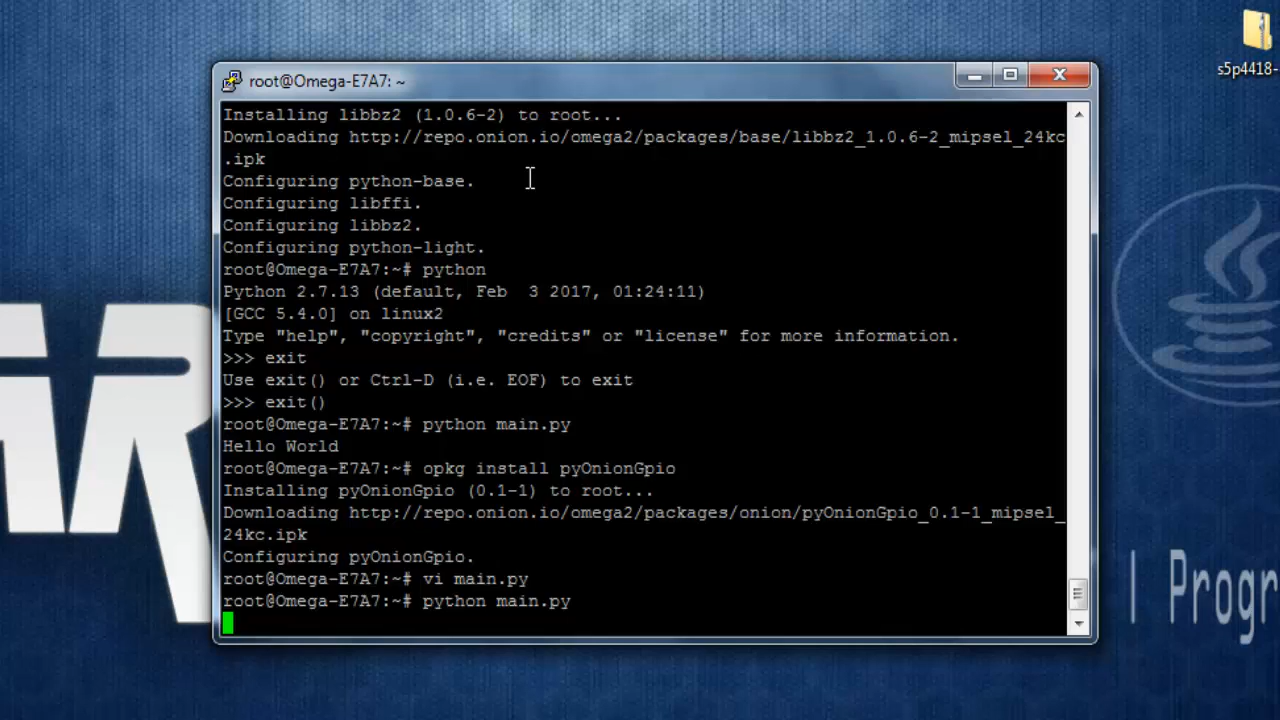 s5p4418-
root@Omega-E7A7: ~
Installing libbz2 (1.0.6-2) to root...
Downloading http://repo.onion.io/omega2/packages/base/libbz2_1.0.6-2_mipsel_24kc
.ipk
Configuring python-base.
Configuring libffi.
Configuring libbz2.
Configuring python-light.
root@Omega-E7A7:~# python
Python 2.7.13 (default, Feb  3 2017, 01:24:11)
[GCC 5.4.0] on linux2
Type "help", "copyright", "credits" or "license" for more information.
>>> exit
Use exit() or Ctrl-D (i.e. EOF) to exit
>>> exit()
root@Omega-E7A7:~# python main.py
Hello World
root@Omega-E7A7:~# opkg install pyOnionGpio
Installing pyOnionGpio (0.1-1) to root...
Downloading http://repo.onion.io/omega2/packages/onion/pyOnionGpio_0.1-1_mipsel_
24kc.ipk
Configuring pyOnionGpio.
root@Omega-E7A7:~# vi main.py
root@Omega-E7A7:~# python main.py
I Progr